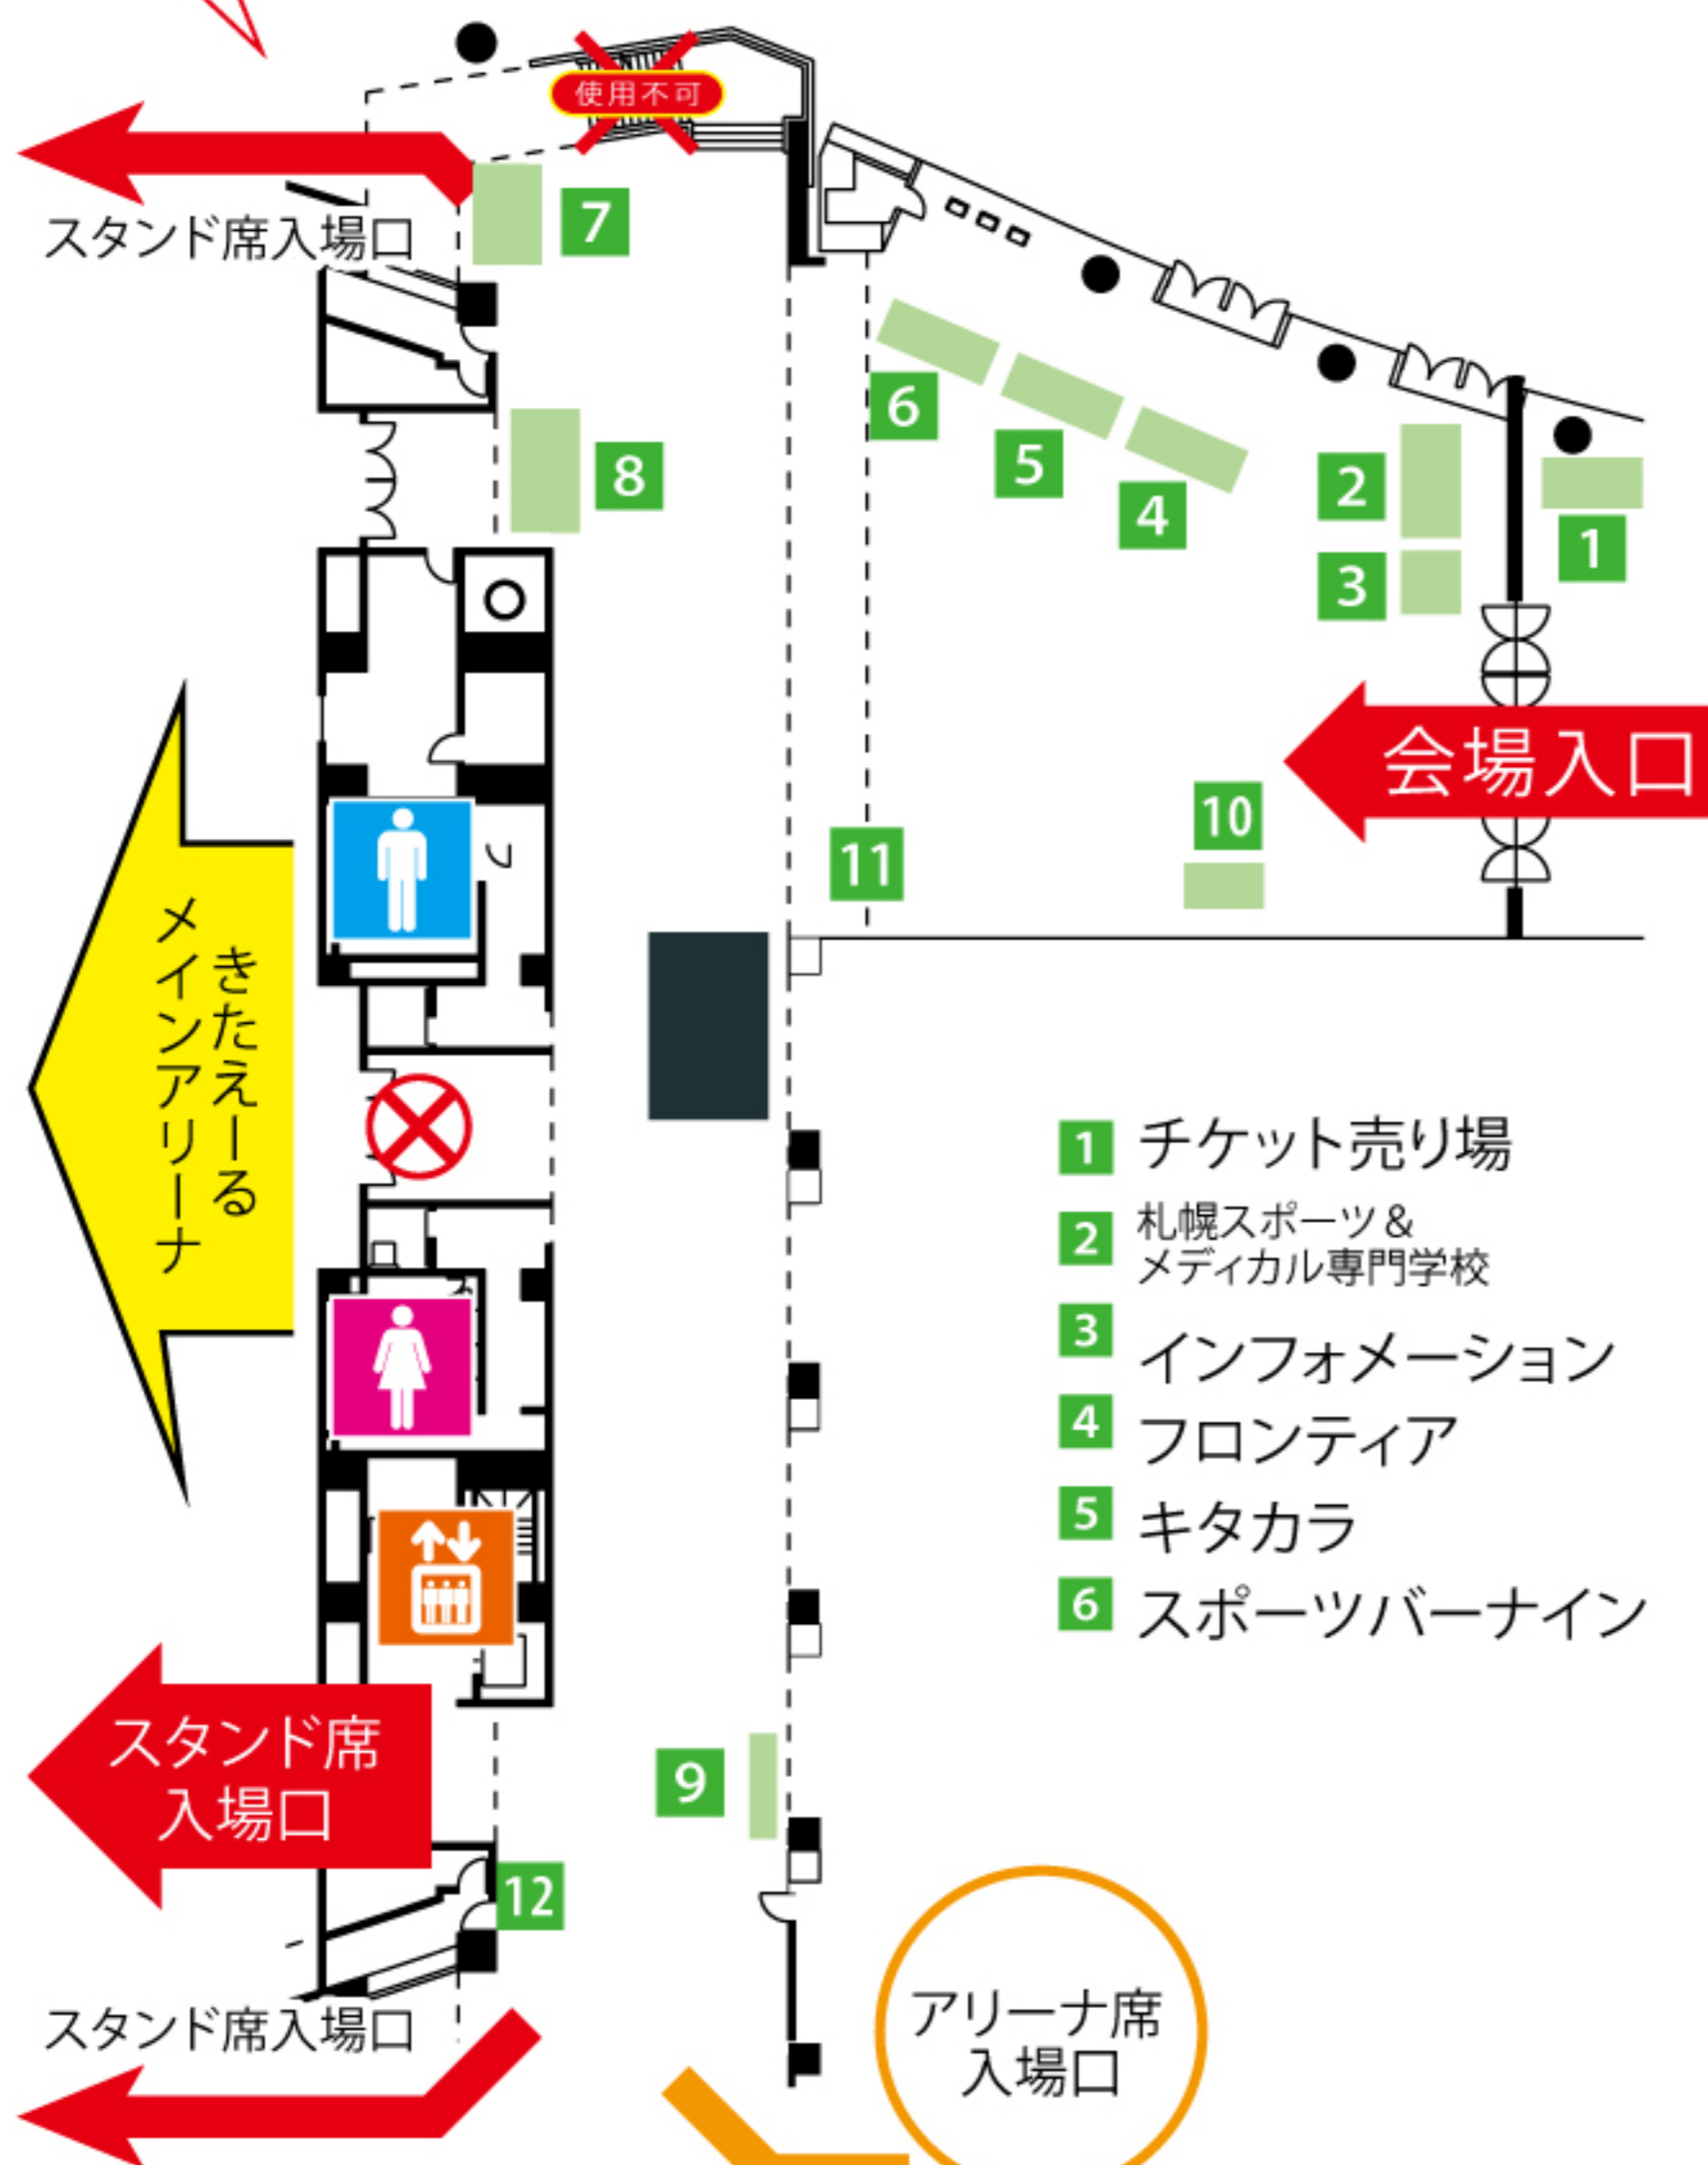 使用不可
スタンド席入場口
7
8
6
5
4
2
3
1
会場入口
10
11
きたえーる
メインアリーナ
1 チケット売り場
2 札幌スポーツ&
メディカル専門学校
3 インフォメーション
4 フロンティア
5 キタカラ
6 スポーツバーナイン
スタンド席
入場口
9
12
スタンド席入場口
アリーナ席
入場口